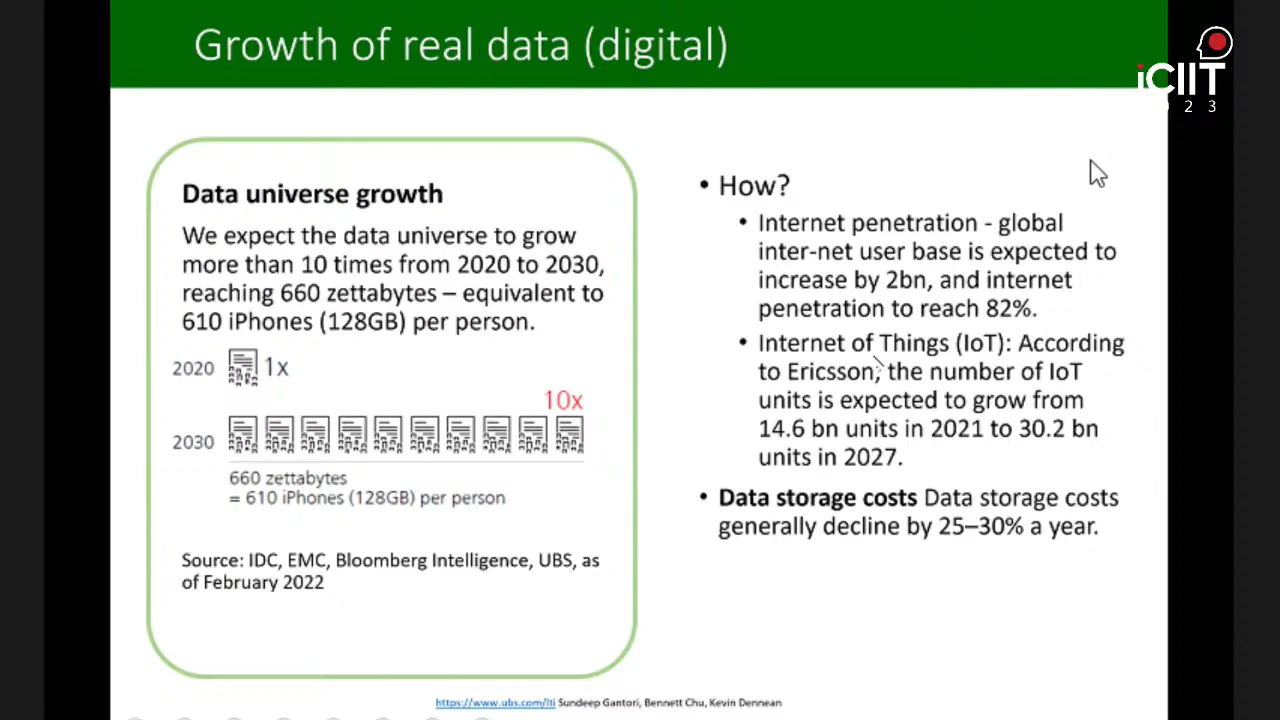 Growth of real data (digital)
iCIIT
2 3
Data universe growth
We expect the data universe to grow
more than 10 times from 2020 to 2030,
reaching 660 zettabytes – equivalent to
610 iPhones (128GB) per person.
2020 1x
10x
2030
660 zettabytes
= 610 iPhones (128GB) per person
Source: IDC, EMC, Bloomberg Intelligence, UBS, as
of February 2022
• How?
• Internet penetration - global
inter-net user base is expected to
increase by 2bn, and internet
penetration to reach 82%.
• Internet of Things (IoT): According
to Ericsson, the number of IoT
units is expected to grow from
14.6 bn units in 2021 to 30.2 bn
units in 2027.
• Data storage costs Data storage costs
generally decline by 25–30% a year.
https://www.ubs.com/lti Sundeep Gantori, Bennett Chu, Kevin Dennean